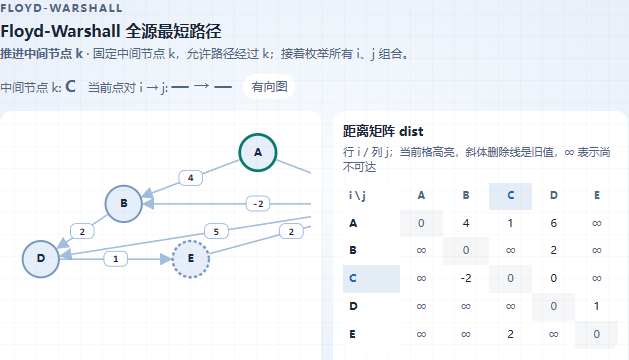 FLOYD-WARSHALL
Floyd-Warshall 全源最短路径
推进中间节点 k · 固定中间节点 k，允许路径经过 k；接着枚举所有 i、j 组合。
中间节点 k: C 当前点对 i → j: — → — 有向图
A
4
B
-2
2
5
2
D
1
E
距离矩阵 dist
行 i / 列 j；当前格高亮，斜体删除线是旧值，∞ 表示尚
不可达
i\j A B C D E
A 0 4 1 6 ∞
B ∞ 0 ∞ 2 ∞
C ∞ -2 0 0 ∞
D ∞ ∞ ∞ 0 1
E ∞ ∞ 2 ∞ 0